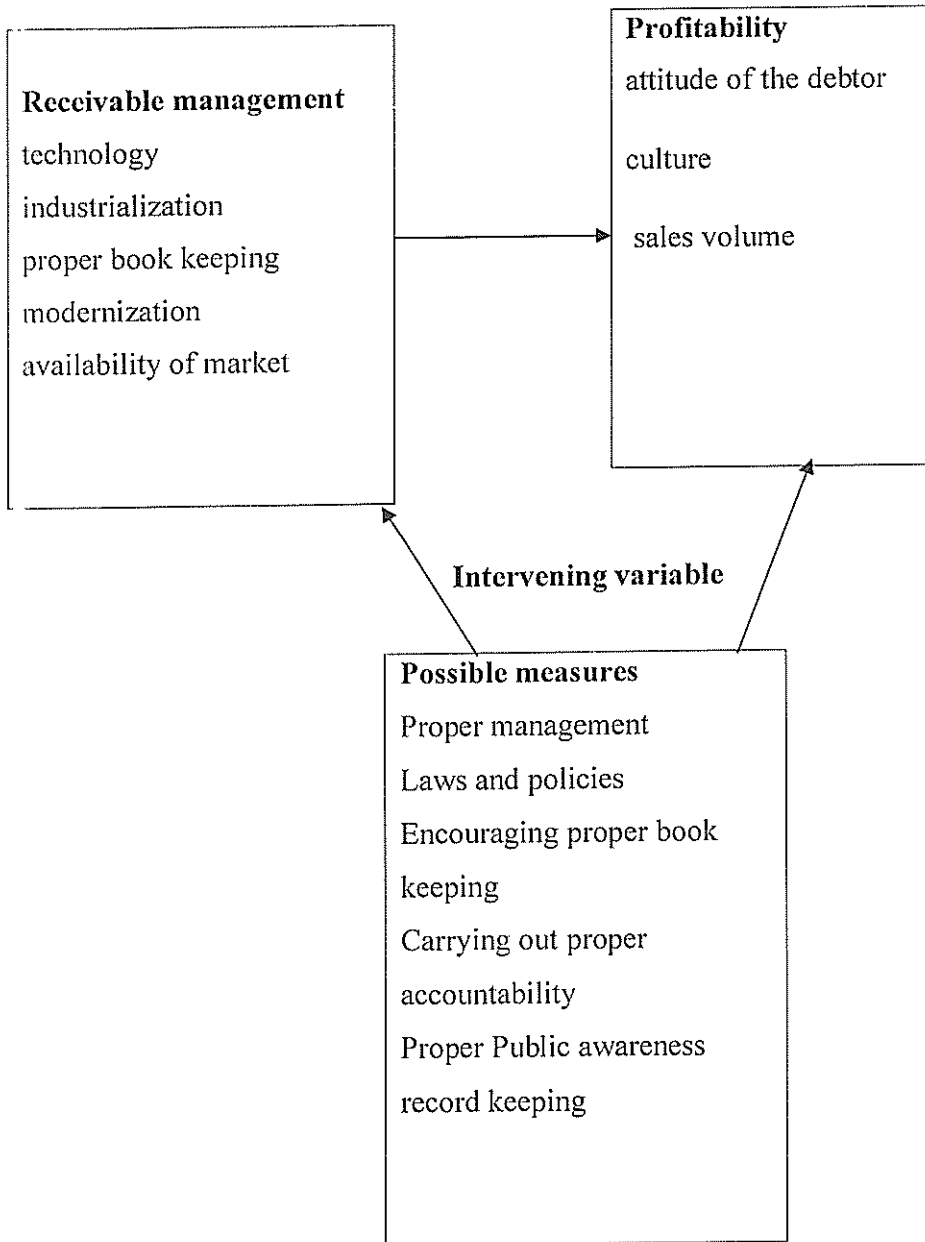 Receivable management
technology
industrialization
proper book keeping
modernization
availability of market
Profitability
attitude of the debtor
culture
sales volume
Intervening variable
Possible measures
Proper management
Laws and policies
Encouraging proper book
keeping
Carrying out proper
accountability
Proper Public awareness
record keeping